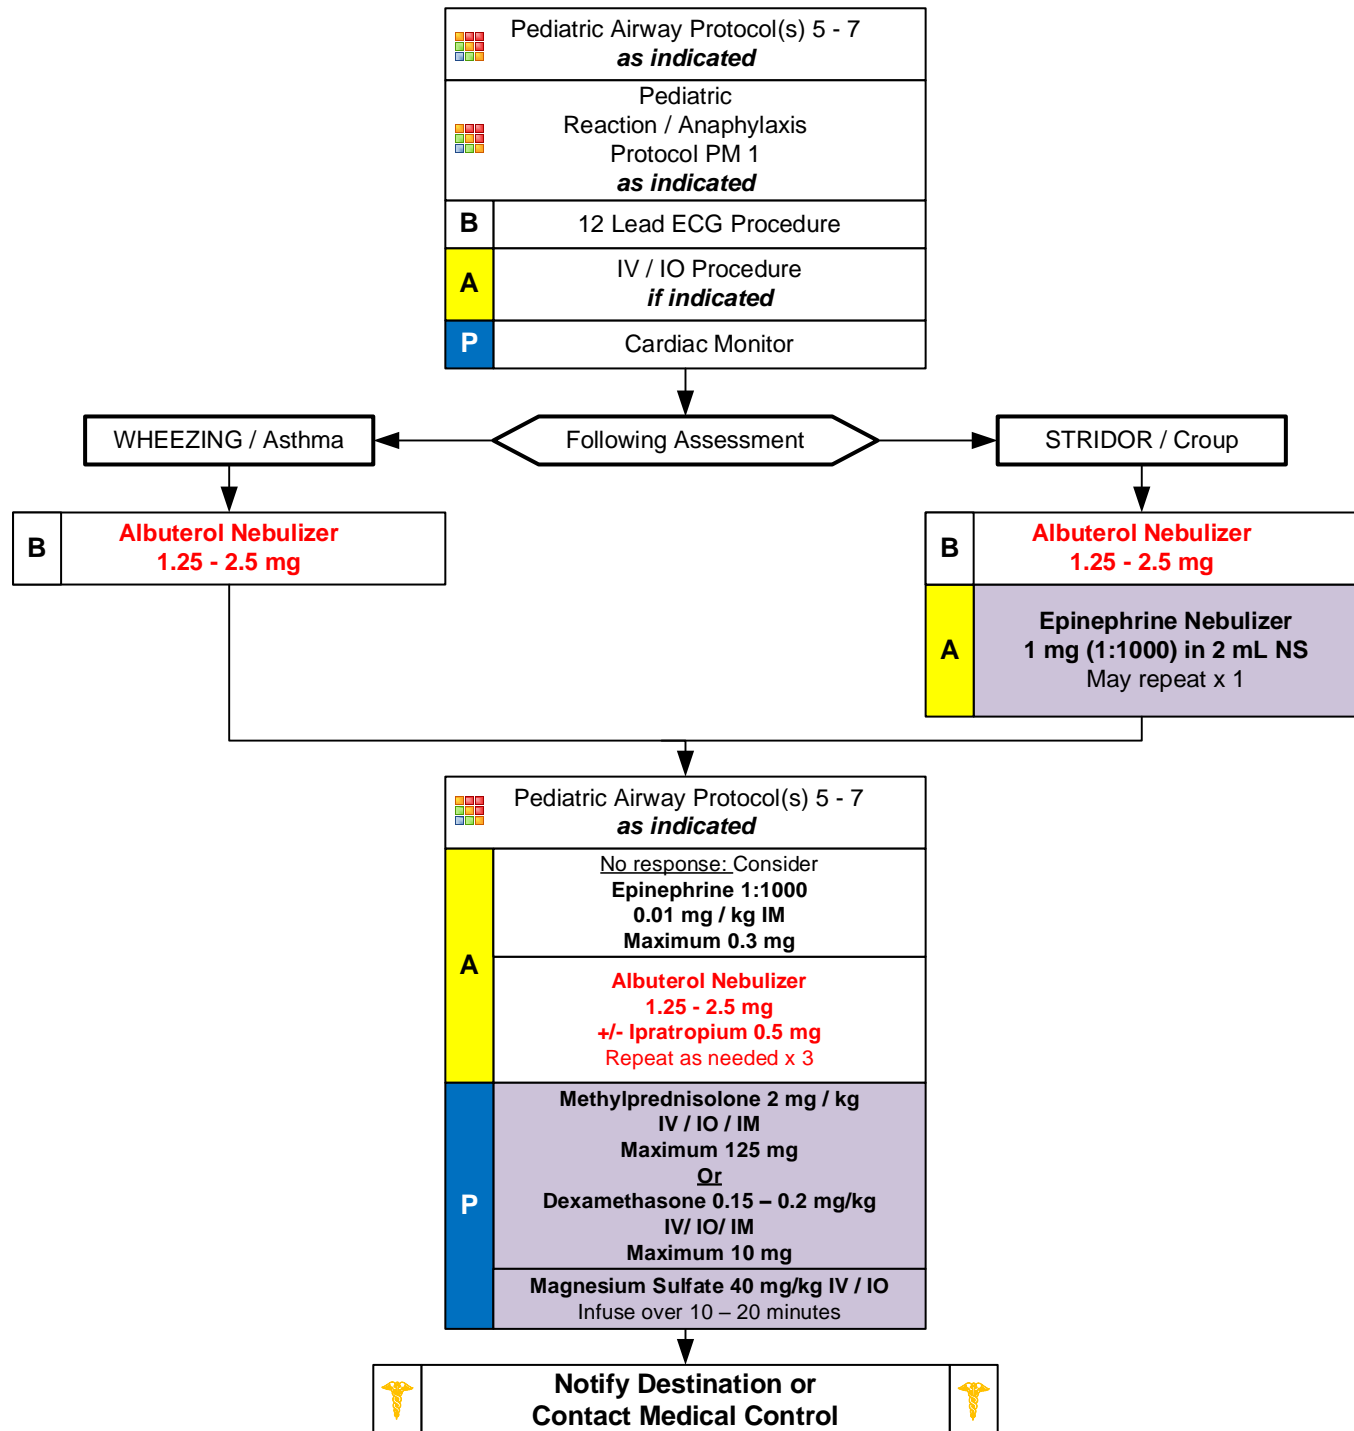 Pediatric Airway Protocol(s) 5 - 7
as indicated
Pediatric
Reaction / Anaphylaxis
Protocol PM 1
as indicated
B
12 Lead ECG Procedure
A
IV / IO Procedure
if indicated
P
Cardiac Monitor
WHEEZING / Asthma
Following Assessment
STRIDOR / Croup
B
Albuterol Nebulizer
1.25 - 2.5 mg
B
Albuterol Nebulizer
1.25 - 2.5 mg
A
Epinephrine Nebulizer
1 mg (1:1000) in 2 mL NS
May repeat x 1
Pediatric Airway Protocol(s) 5 - 7
as indicated
A
No response: Consider
Epinephrine 1:1000
0.01 mg / kg IM
Maximum 0.3 mg
Albuterol Nebulizer
1.25 - 2.5 mg
+/- Ipratropium 0.5 mg
Repeat as needed x 3
P
Methylprednisolone 2 mg / kg
IV / IO / IM
Maximum 125 mg
Or
Dexamethasone 0.15 – 0.2 mg/kg
IV/ IO/ IM
Maximum 10 mg
Magnesium Sulfate 40 mg/kg IV / IO
Infuse over 10 – 20 minutes
Notify Destination or
Contact Medical Control